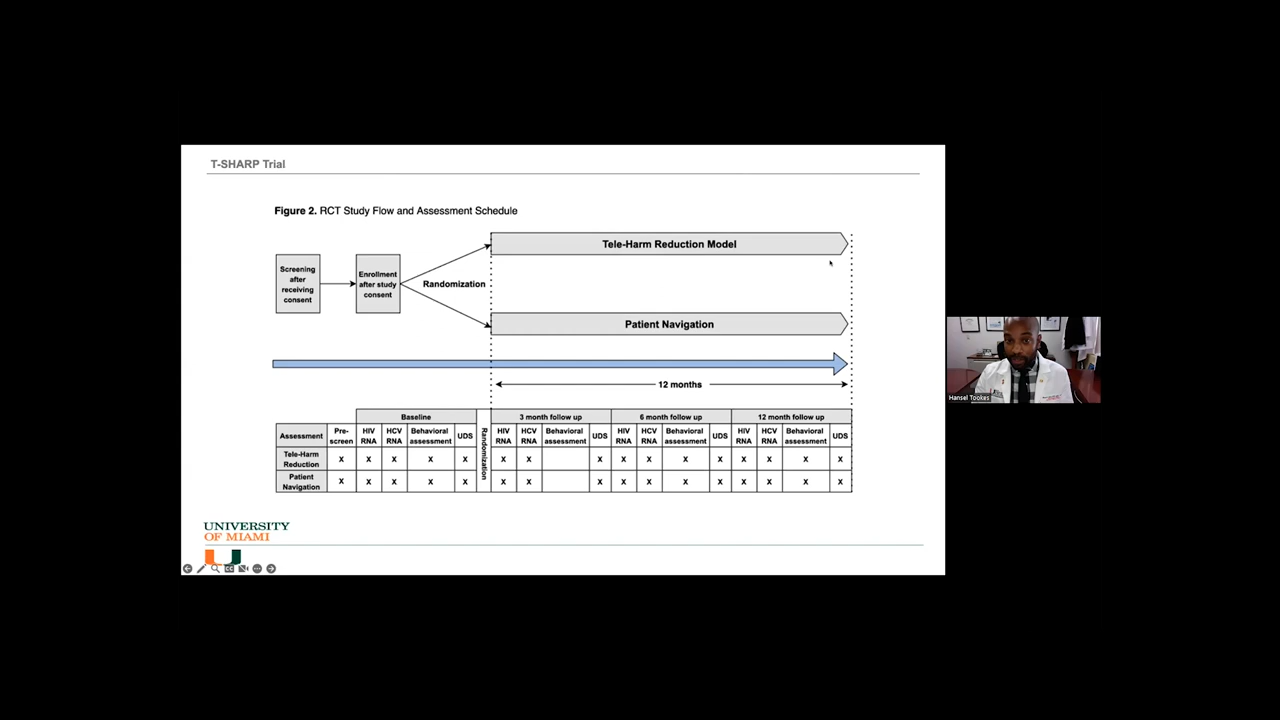 T-SHARP Trial
Figure 2. RCT Study Flow and Assessment Schedule
Tele-Harm Reduction Model
Screening
after
receiving
consent
Enrollment
after study
consent
Randomization
Patient Navigation
12 months
Baseline
Randomization
3 month follow up
6 month follow up
12 month follow up
Assessment Pre-screen HIV RNA HCV RNA Behavioral assessment UDS HIV RNA HCV RNA Behavioral assessment UDS HIV RNA HCV RNA Behavioral assessment UDS HIV RNA HCV RNA Behavioral assessment UDS
Tele-Harm Reduction X X X X X X X X X X X X X X X X
Patient Navigation X X X X X X X X X X X X X X X X
UNIVERSITY
OF MIAMI
U
CC
Hansel Tookes